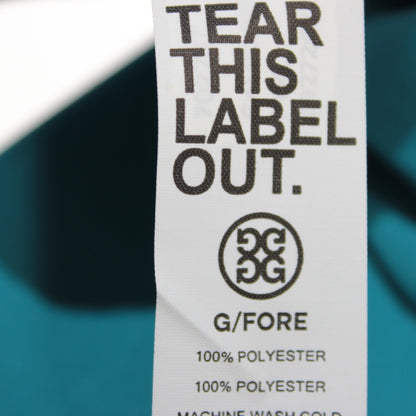 TEAR
THIS
LABEL
OUT.
G/FORE
100% POLYESTER
100% POLYESTER
MACHINE WASH COLD